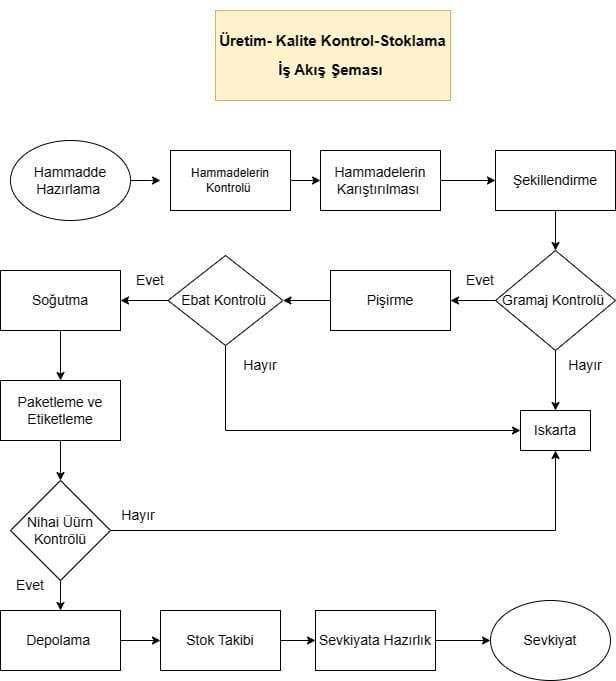 Üretim- Kalite Kontrol-Stoklama
İş Akış Şeması
Hammadde
Hazırlama
Hammadelerin
Kontrolü
Hammadelerin
Karıştırılması
Şekillendirme
Soğutma
Evet
Ebat Kontrolü
Pişirme
Evet
Gramaj Kontrolü
Hayır
Hayır
Paketleme ve
Etiketleme
Iskarta
Nihai Üürn
Kontrölü
Hayır
Evet
Depolama
Stok Takibi
Sevkiyata Hazırlık
Sevkiyat